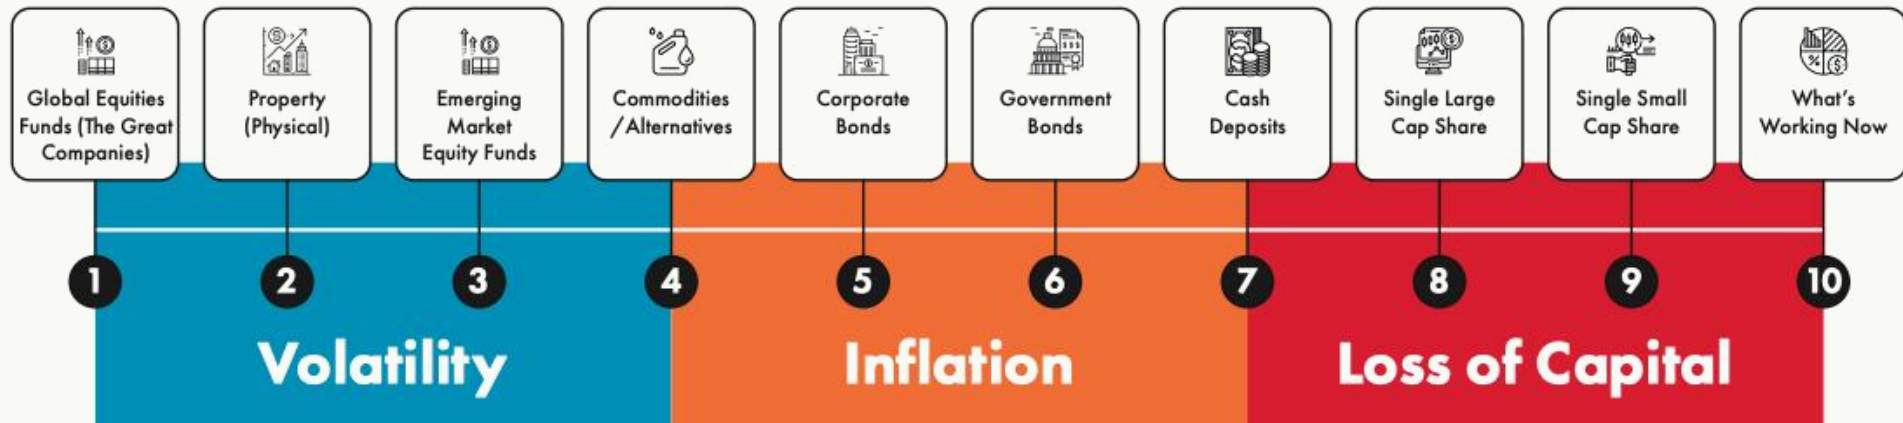 Global Equities
Funds (The Great
Companies)
Property
(Physical)
Emerging
Market
Equity Funds
Commodities
/Alternatives
Corporate
Bonds
Government
Bonds
Cash
Deposits
Single Large
Cap Share
Single Small
Cap Share
What's
Working Now
1 2 3 4 5 6 7 8 9 10
Volatility Inflation Loss of Capital